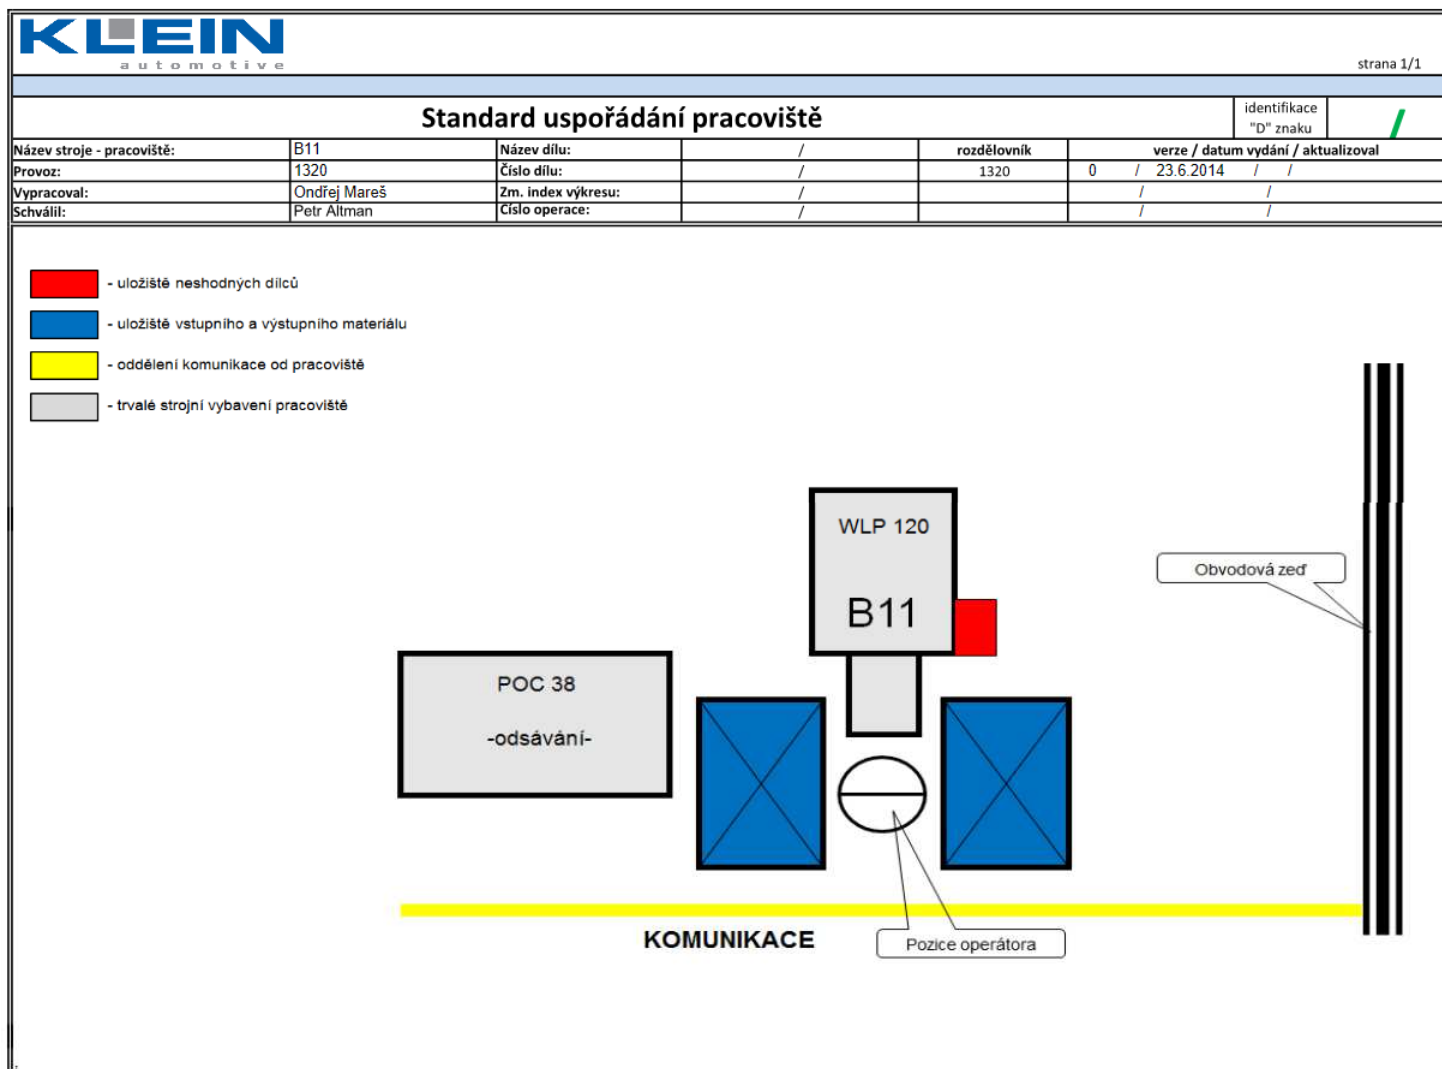 KLEIN
automotive
strana 1/1
Standard uspořádání pracoviště
identifikace
"D" znaku
/
Název stroje - pracoviště: B11 Název dílu: / rozdělovník verze / datum vydání / aktualizoval
Provoz: 1320 Číslo dílu: / 1320 0 / 23.6.2014 / /
Vypracoval: Ondřej Mareš Zm. index výkresu: / / /
Schválil: Petr Altman Číslo operace: / / /
- uložiště neshodných dílců
- uložiště vstupního a výstupního materiálu
- oddělení komunikace od pracoviště
- trvalé strojní vybavení pracoviště
WLP 120
B11
Obvodová zeď
POC 38
-odsávání-
KOMUNIKACE
Pozice operátora